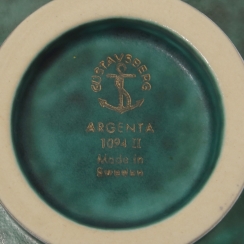 GUSTAVSBERG
ARGENTA
1094 II
Made in
Sweden